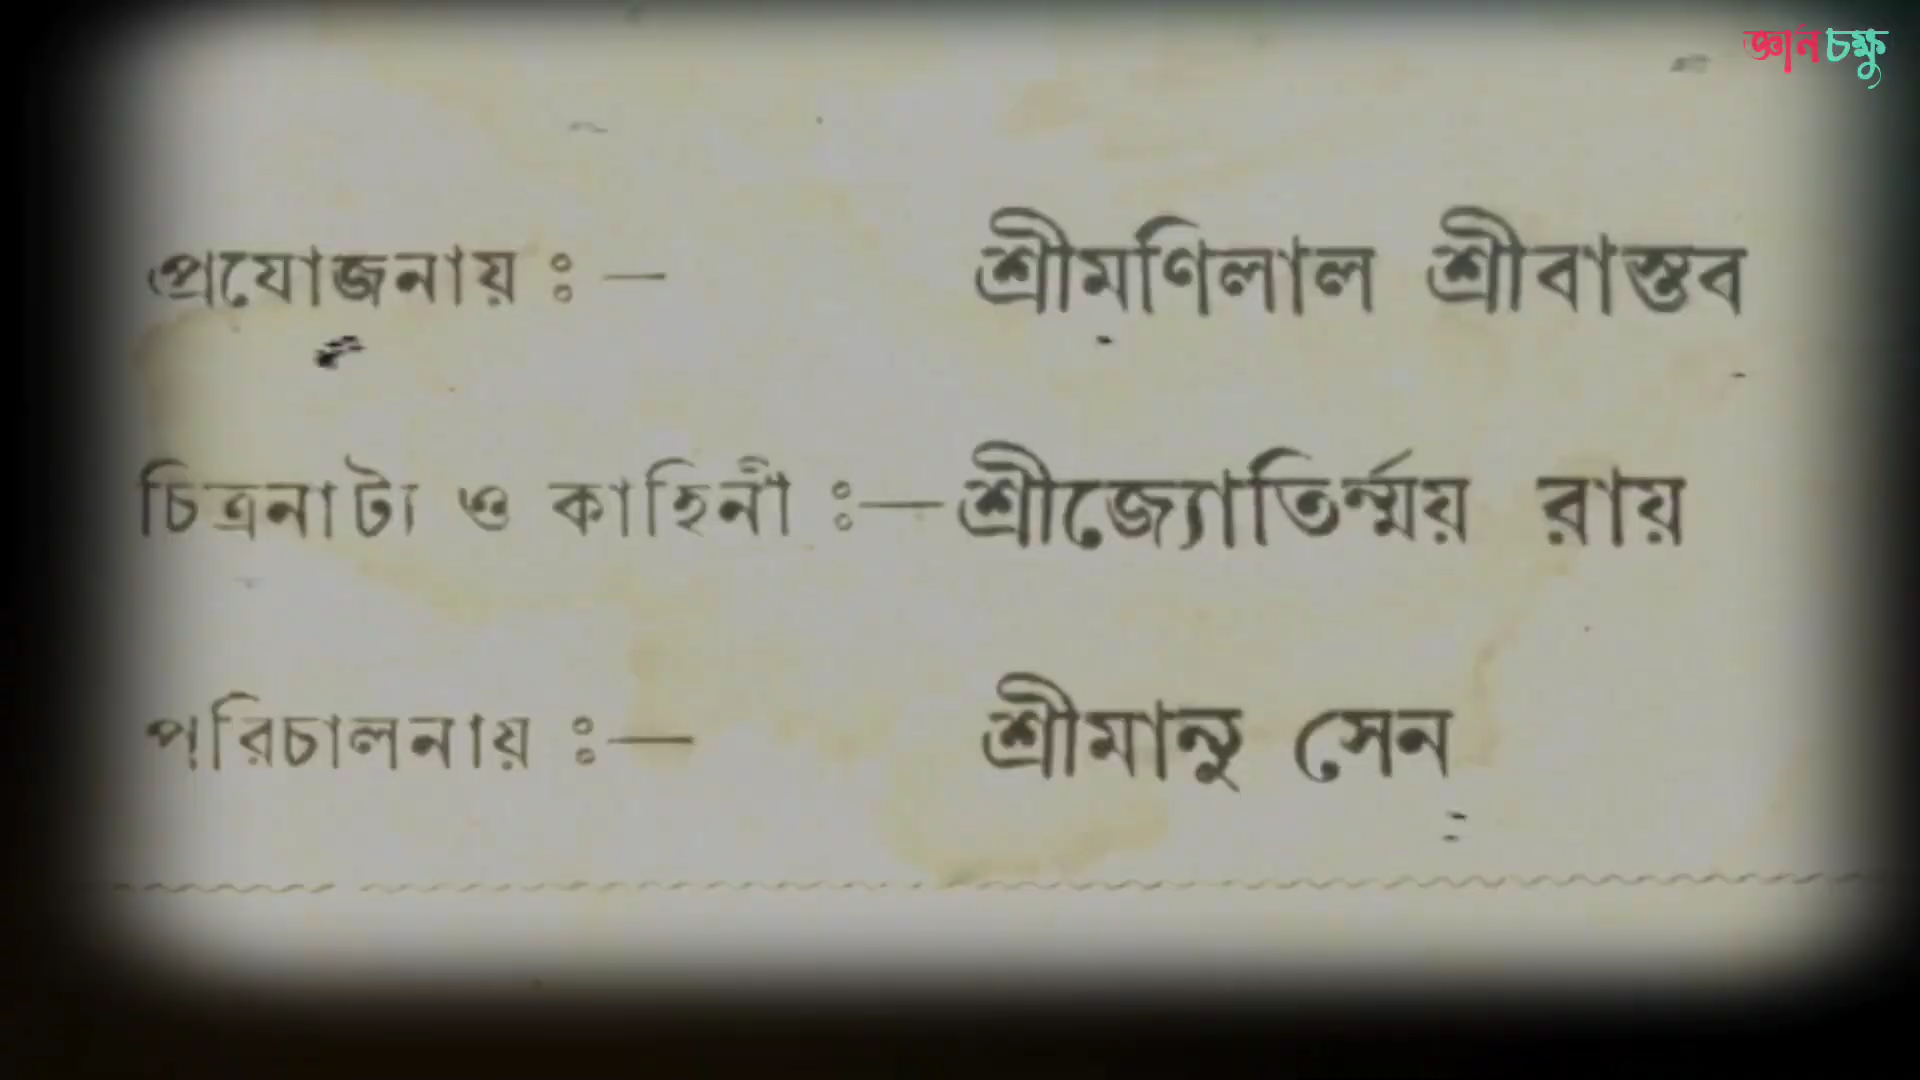 জ্ঞানচক্ষু
প্রযোজনায় ঃ—	শ্রীমণিলাল শ্রীবাস্তব
চিত্রনাট্য ও কাহিনী ঃ—শ্রীজ্যোতির্ন্ময় রায়
পরিচালনায় ঃ—	শ্রীমানু সেন